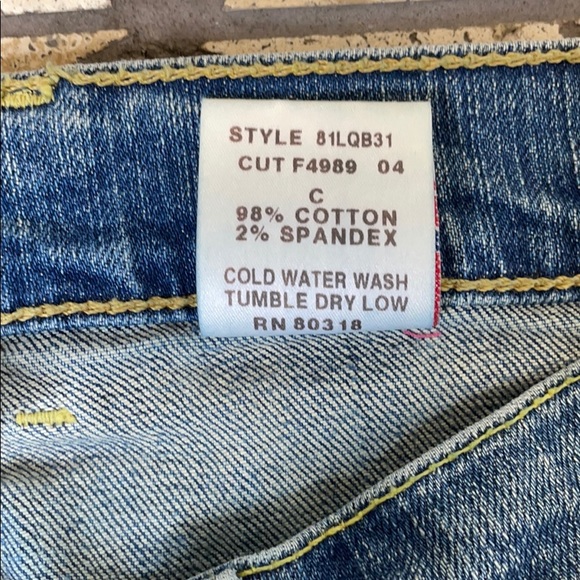 STYLE 81LQB31
CUT F4989 04
C
98% COTTON
2% SPANDEX
COLD WATER WASH
TUMBLE DRY LOW
RN 80318